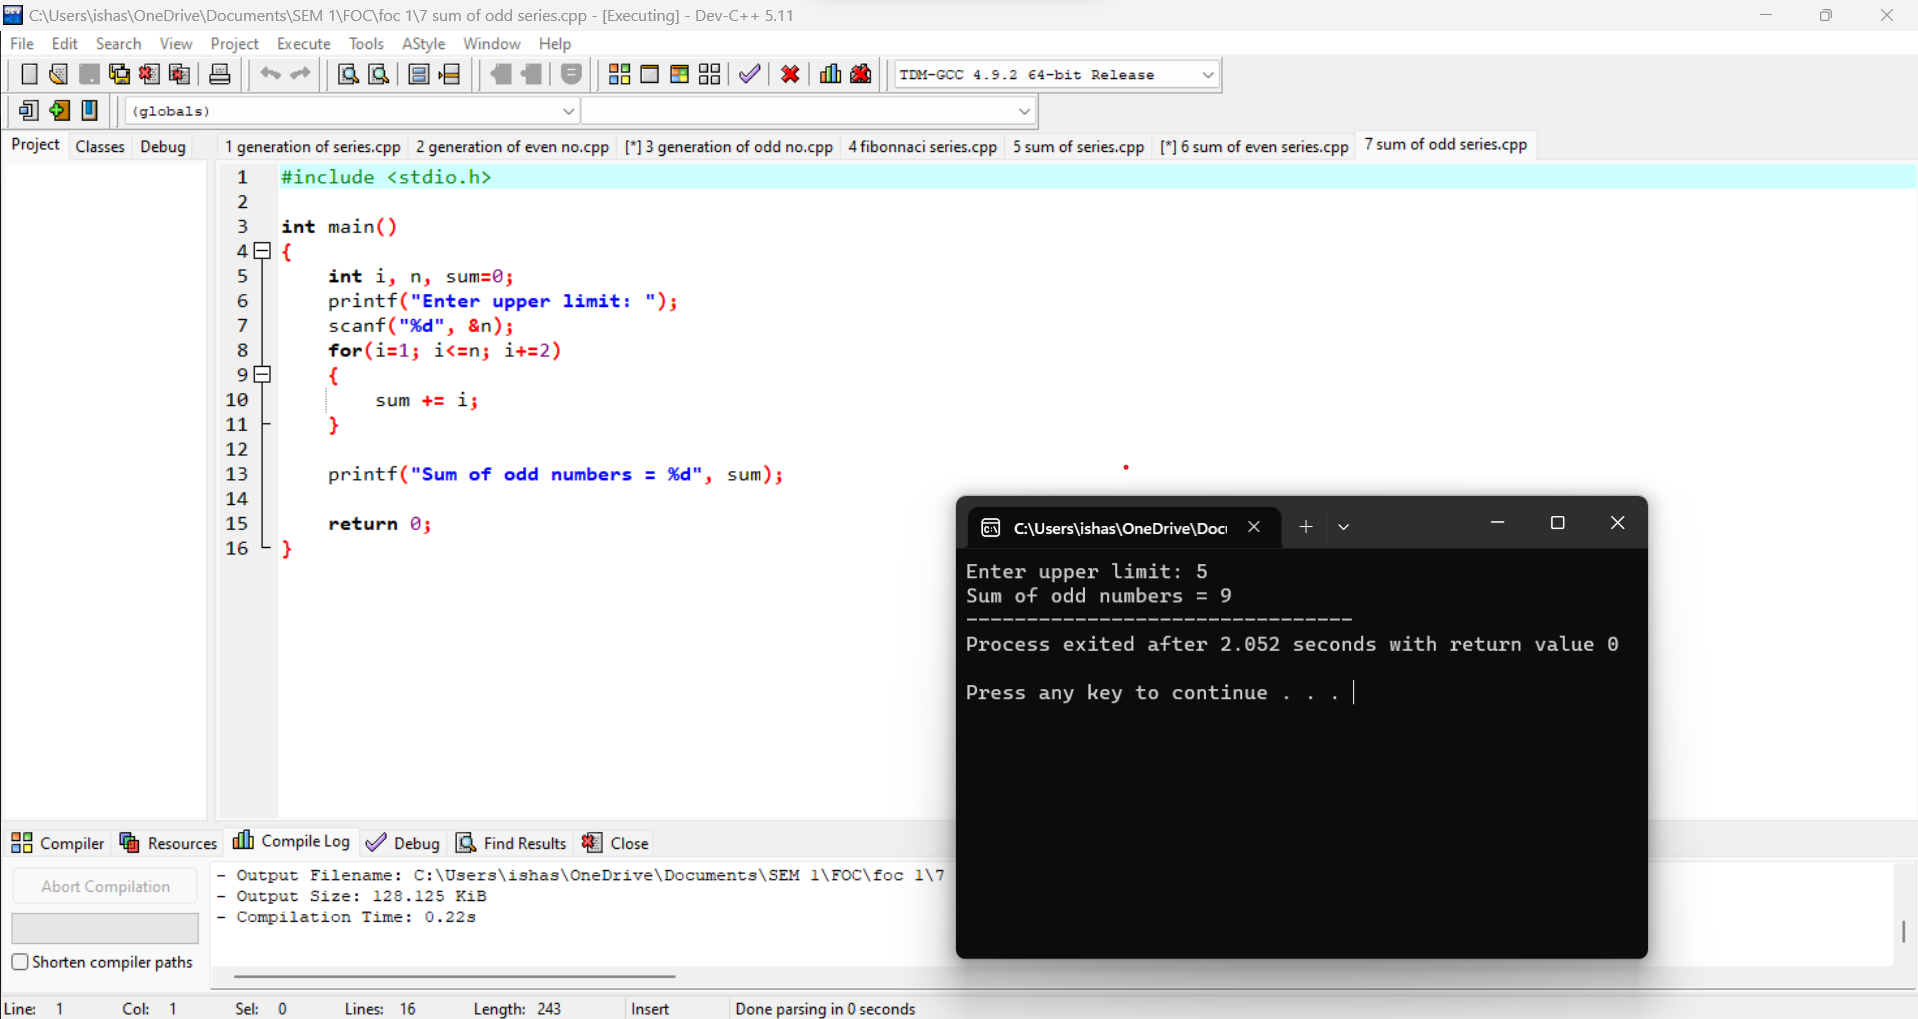 C:\Users\ishas\OneDrive\Documents\SEM 1\FOC\foc 1\7 sum of odd series.cpp - [Executing] - Dev-C++ 5.11
File Edit Search View Project Execute Tools AStyle Window Help
TDM-GCC 4.9.2 64-bit Release
(globals)
Project Classes Debug
1 generation of series.cpp 2 generation of even no.cpp [*] 3 generation of odd no.cpp 4 fibonnaci series.cpp 5 sum of series.cpp [*] 6 sum of even series.cpp 7 sum of odd series.cpp
1 #include <stdio.h>
2
3 int main()
4 {
5 int i, n, sum=0;
6 printf("Enter upper limit: ");
7 scanf("%d", &n);
8 for(i=1; i<=n; i+=2)
9 {
10 sum += i;
11 }
12
13 printf("Sum of odd numbers = %d", sum);
14
15 return 0;
16 }
C:\Users\ishas\OneDrive\Doc
Enter upper limit: 5
Sum of odd numbers = 9
--------------------------------
Process exited after 2.052 seconds with return value 0
Press any key to continue . . .
Compiler Resources Compile Log Debug Find Results Close
Abort Compilation
Shorten compiler paths
- Output Filename: C:\Users\ishas\OneDrive\Documents\SEM 1\FOC\foc 1\7
- Output Size: 128.125 KiB
- Compilation Time: 0.22s
Line: 1 Col: 1 Sel: 0 Lines: 16 Length: 243 Insert Done parsing in 0 seconds